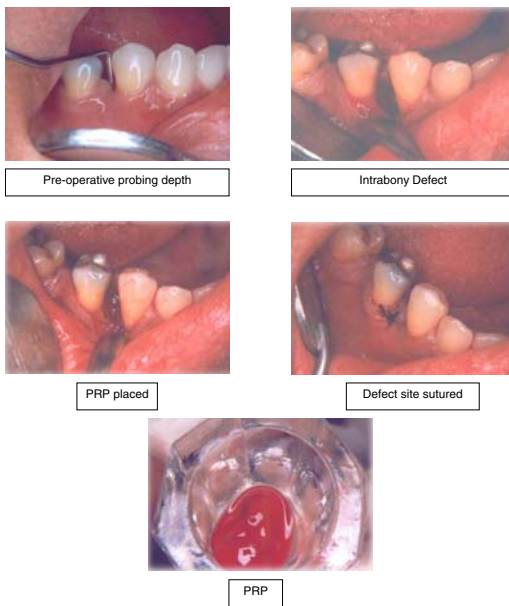 Pre-operative probing depth
Intrabony Defect
PRP placed
Defect site sutured
PRP